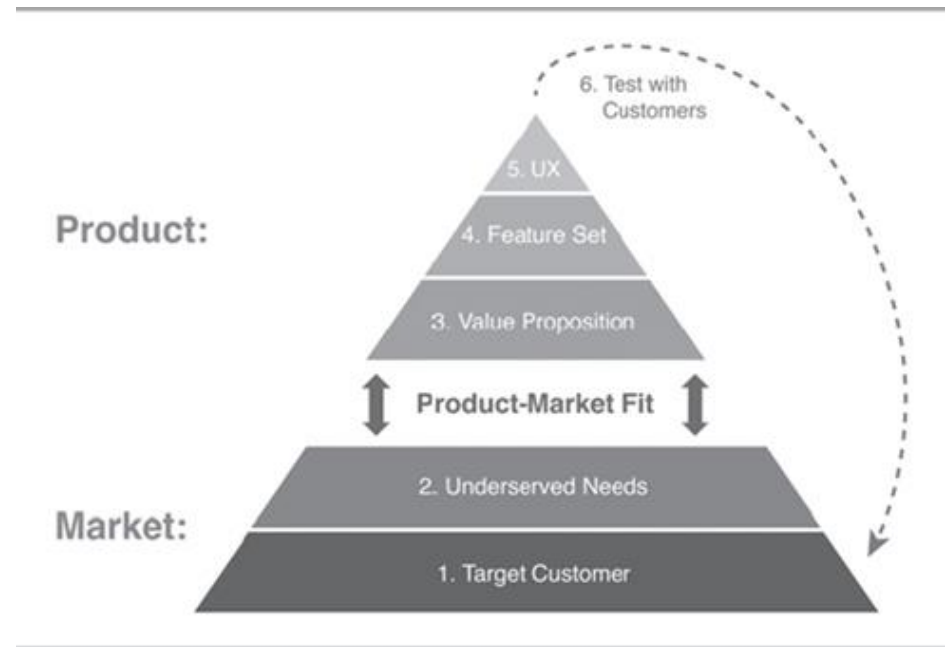 6. Test with
Customers
5. UX
Product:
4. Feature Set
3. Value Proposition
Product-Market Fit
2. Underserved Needs
Market:
1. Target Customer